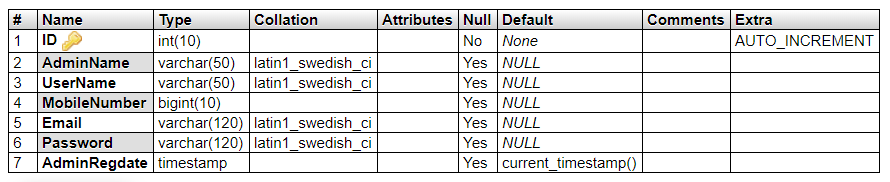 # Name Type Collation Attributes Null Default Comments Extra
1 ID int(10) No None AUTO_INCREMENT
2 AdminName varchar(50) latin1_swedish_ci Yes NULL
3 UserName varchar(50) latin1_swedish_ci Yes NULL
4 MobileNumber bigint(10) Yes NULL
5 Email varchar(120) latin1_swedish_ci Yes NULL
6 Password varchar(120) latin1_swedish_ci Yes NULL
7 AdminRegdate timestamp Yes current_timestamp()